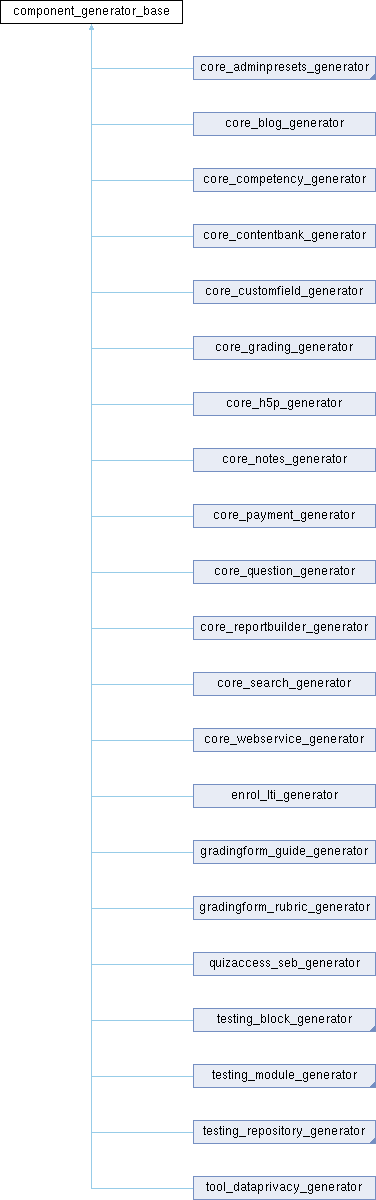 component_generator_base
core_adminpresets_generator
core_blog_generator
core_competency_generator
core_contentbank_generator
core_customfield_generator
core_grading_generator
core_h5p_generator
core_notes_generator
core_payment_generator
core_question_generator
core_reportbuilder_generator
core_search_generator
core_webservice_generator
enrol_lti_generator
gradingform_guide_generator
gradingform_rubric_generator
quizaccess_seb_generator
testing_block_generator
testing_module_generator
testing_repository_generator
tool_dataprivacy_generator